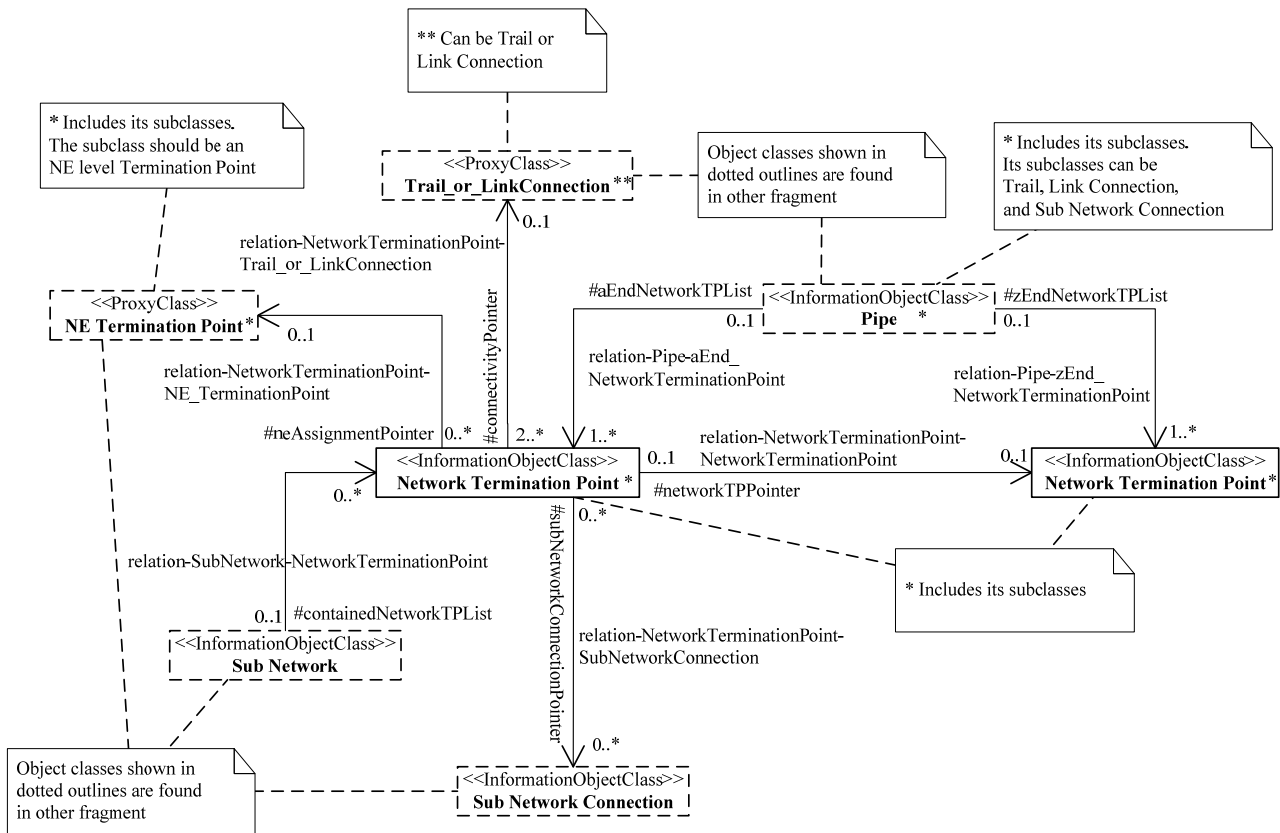 ** Can be Trail or
Link Connection
* Includes its subclasses.
The subclass should be an
NE level Termination Point
<<ProxyClass>>
Trail_or_LinkConnection **
Object classes shown in
dotted outlines are found
in other fragment
* Includes its subclasses.
Its subclasses can be
Trail, Link Connection,
and Sub Network Connection
0..1
relation-NetworkTerminationPoint-
Trail_or_LinkConnection
<<ProxyClass>>
NE Termination Point *
0..1
#aEndNetworkTPList
0..1
<<InformationObjectClass>>
Pipe *
#zEndNetworkTPList
0..1
relation-NetworkTerminationPoint-
NE_TerminationPoint
#connectivityPointer
relation-Pipe-aEnd_
NetworkTerminationPoint
relation-Pipe-zEnd_
NetworkTerminationPoint
#neAssignmentPointer
0..*
2..*
1..*
relation-NetworkTerminationPoint-
NetworkTerminationPoint
1..*
<<InformationObjectClass>>
Network Termination Point *
0..1
0..1
#networkTPPointer
<<InformationObjectClass>>
Network Termination Point *
0..*
0..*
#subNetworkConnectionPointer
relation-SubNetwork-NetworkTerminationPoint
* Includes its subclasses
0..1
#containedNetworkTPList
<<InformationObjectClass>>
Sub Network
relation-NetworkTerminationPoint-
SubNetworkConnection
0..*
Object classes shown in
dotted outlines are found
in other fragment
<<InformationObjectClass>>
Sub Network Connection